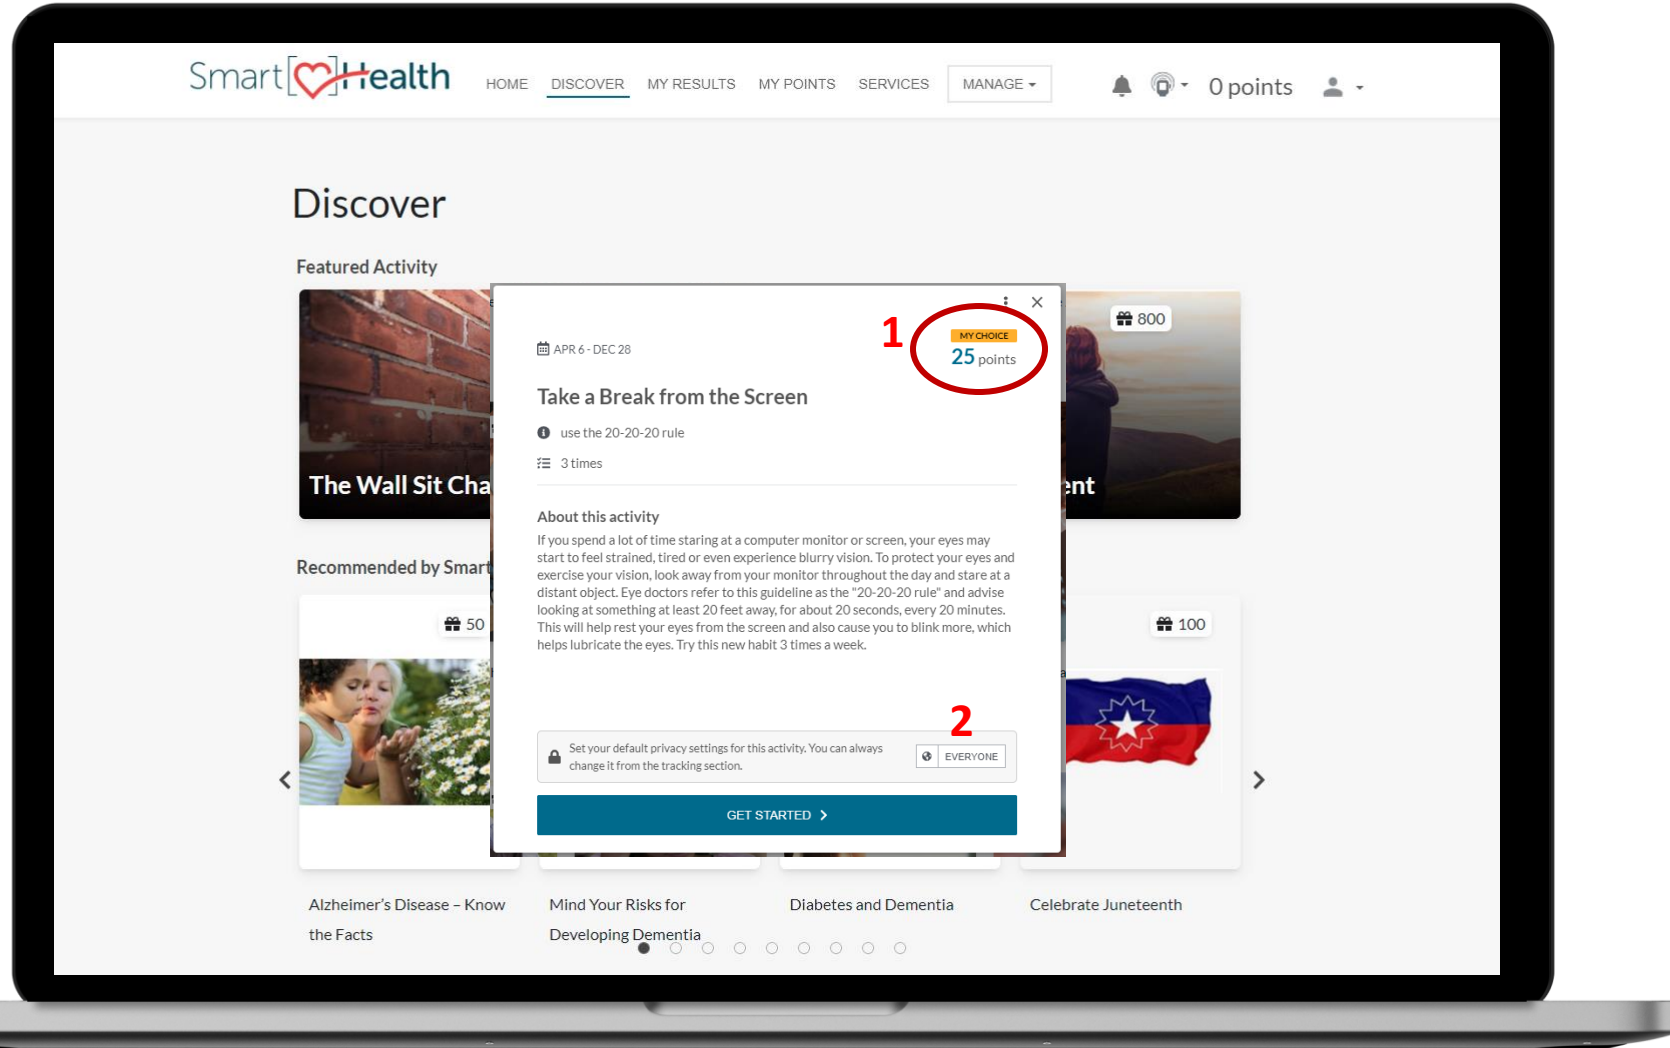 Smart Health
HOME DISCOVER MY RESULTS MY POINTS SERVICES MANAGE 0 points
Discover
Featured Activity
The Wall Sit Cha
800
ent
1
MY CHOICE
25 points
APR 6 - DEC 28
Take a Break from the Screen
use the 20-20-20 rule
3 times
About this activity
If you spend a lot of time staring at a computer monitor or screen, your eyes may
start to feel strained, tired or even experience blurry vision. To protect your eyes and
exercise your vision, look away from your monitor throughout the day and stare at a
distant object. Eye doctors refer to this guideline as the "20-20-20 rule" and advise
looking at something at least 20 feet away, for about 20 seconds, every 20 minutes.
This will help rest your eyes from the screen and also cause you to blink more, which
helps lubricate the eyes. Try this new habit 3 times a week.
2
Set your default privacy settings for this activity. You can always
change it from the tracking section.
EVERYONE
GET STARTED
Recommended by Smart
50
100
Alzheimer's Disease – Know
the Facts
Mind Your Risks for
Developing Dementia
Diabetes and Dementia
Celebrate Juneteenth